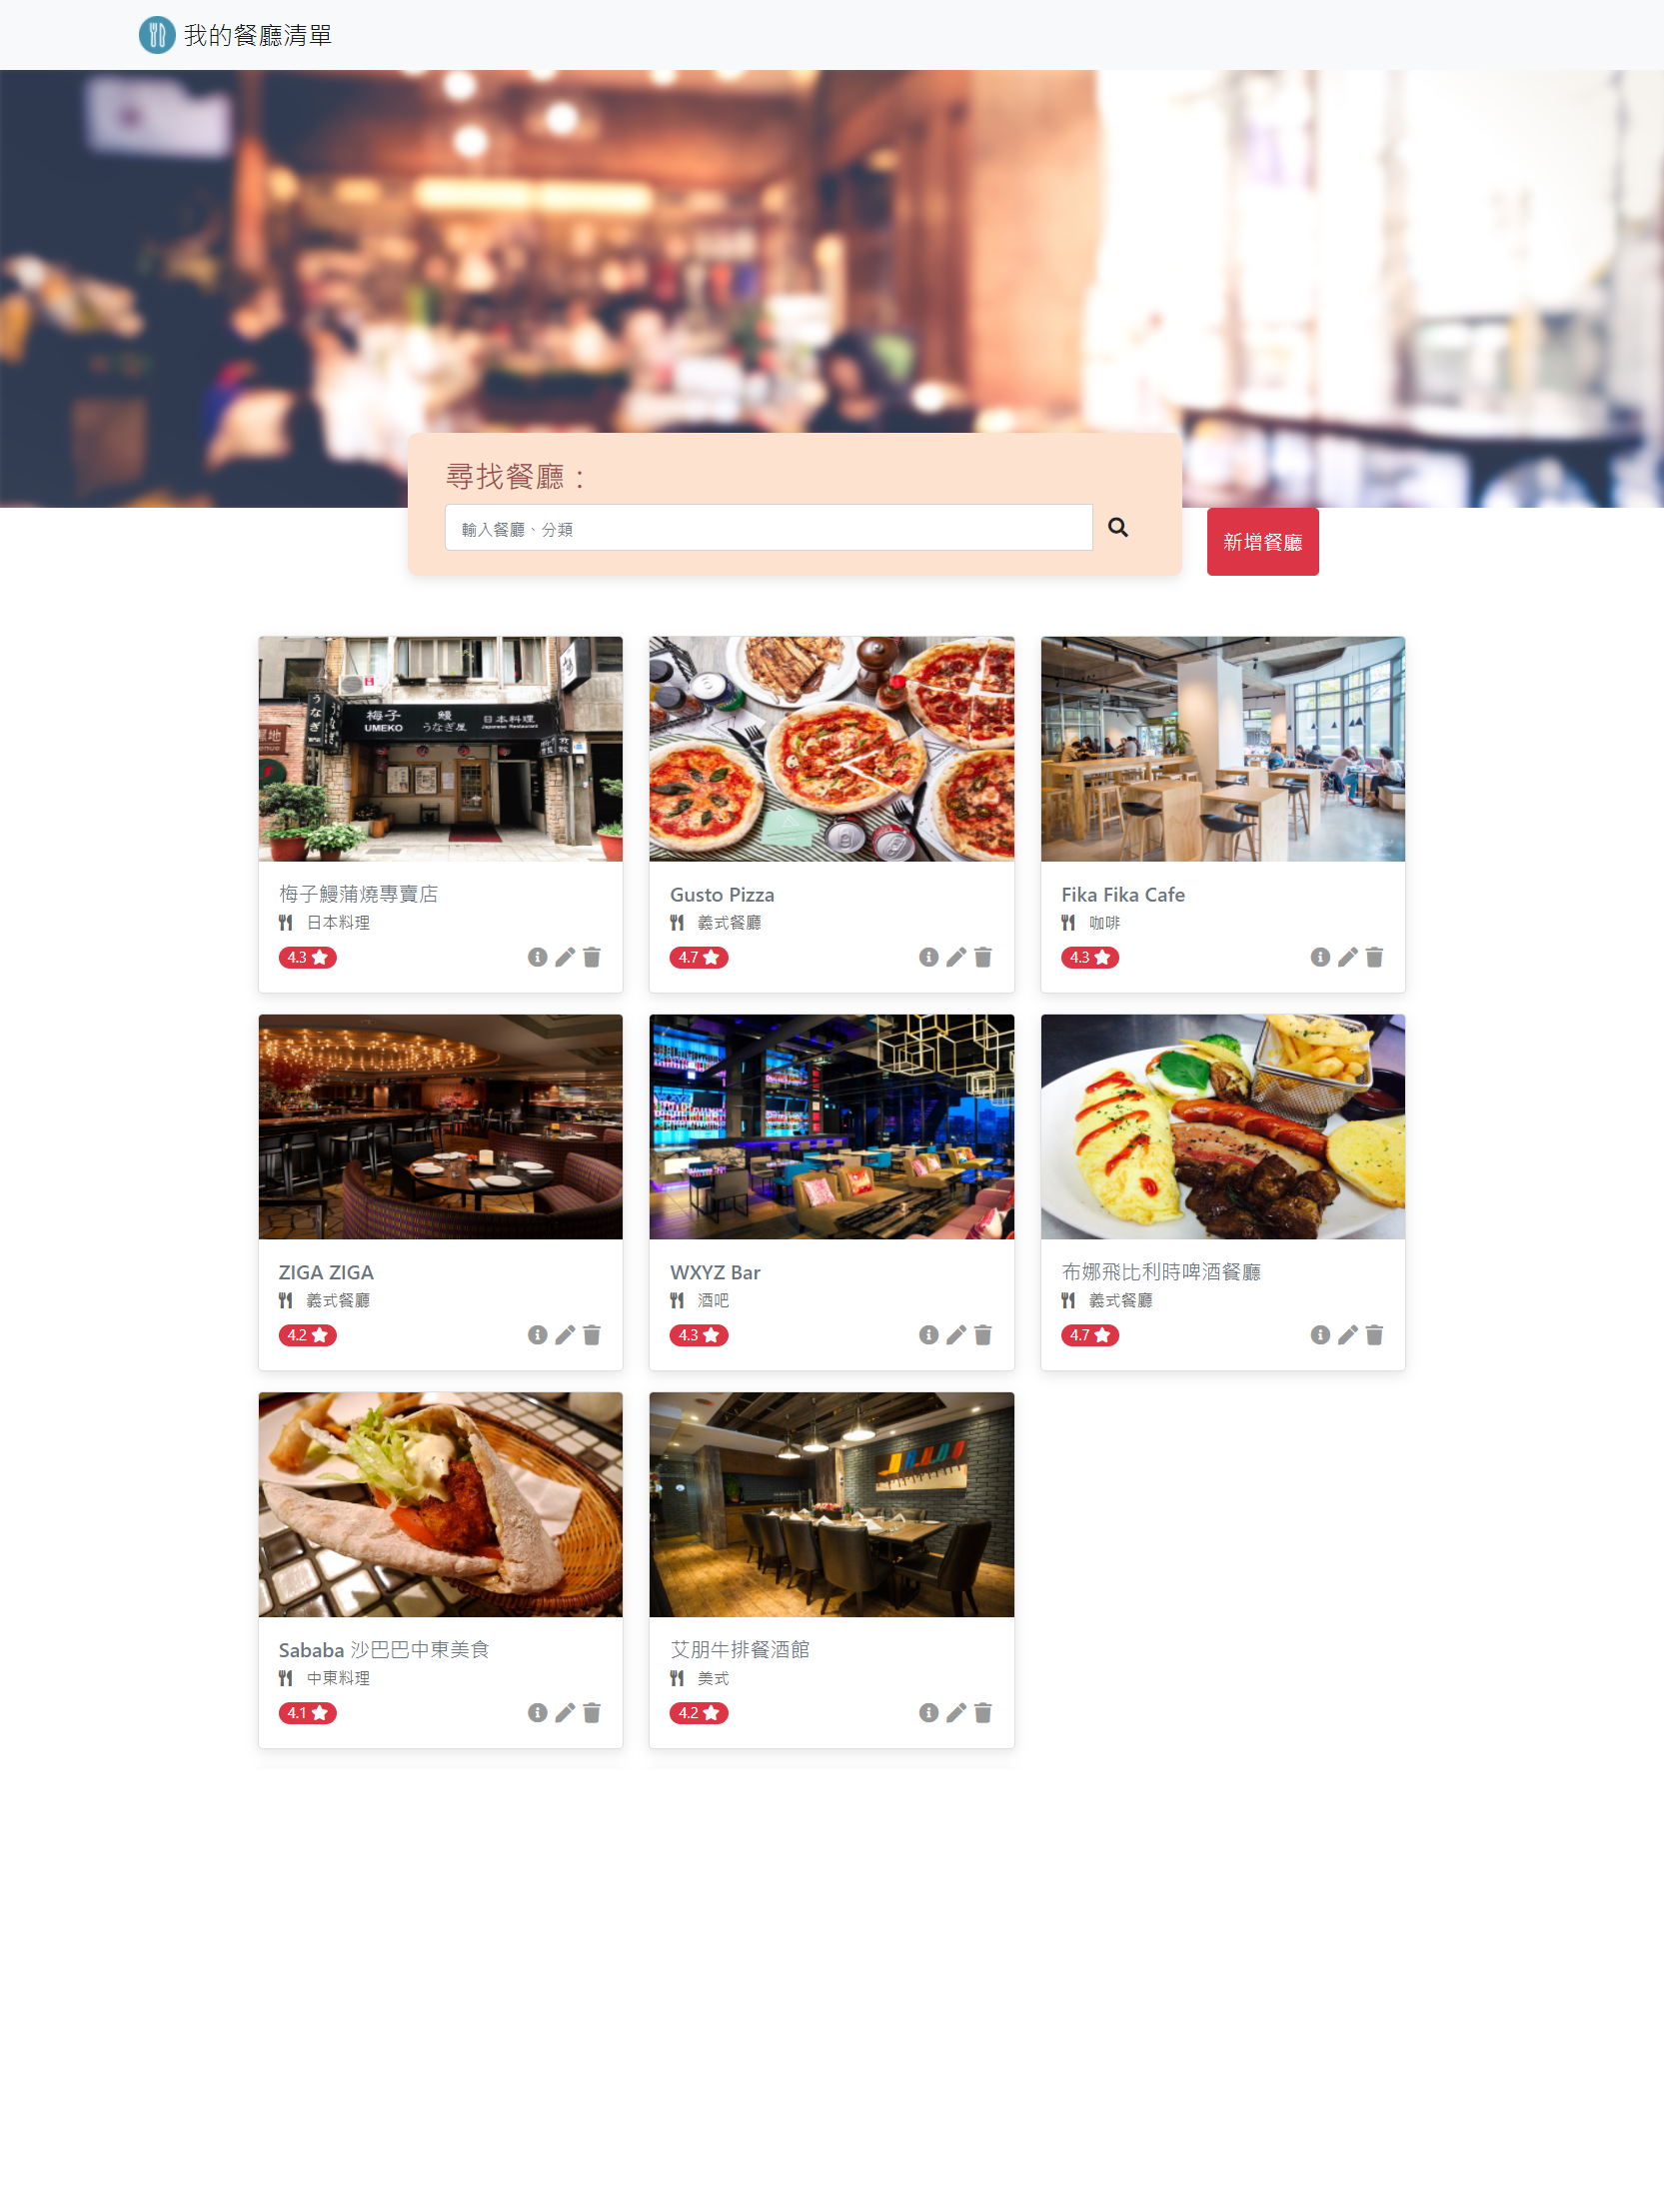 我的餐廳清單
尋找餐廳：
輸入餐廳、分類
新增餐廳
梅子 鰻 日本料理
UMEKO うなぎ屋 Japanese Restaurant
うなぎ
梅子鰻蒲燒專賣店
日本料理
4.3
Gusto Pizza
義式餐廳
4.7
Fika Fika Cafe
咖啡
4.3
ZIGA ZIGA
義式餐廳
4.2
WXYZ Bar
酒吧
4.3
布娜飛比利時啤酒餐廳
義式餐廳
4.7
Sababa 沙巴巴中東美食
中東料理
4.1
艾朋牛排餐酒館
美式
4.2